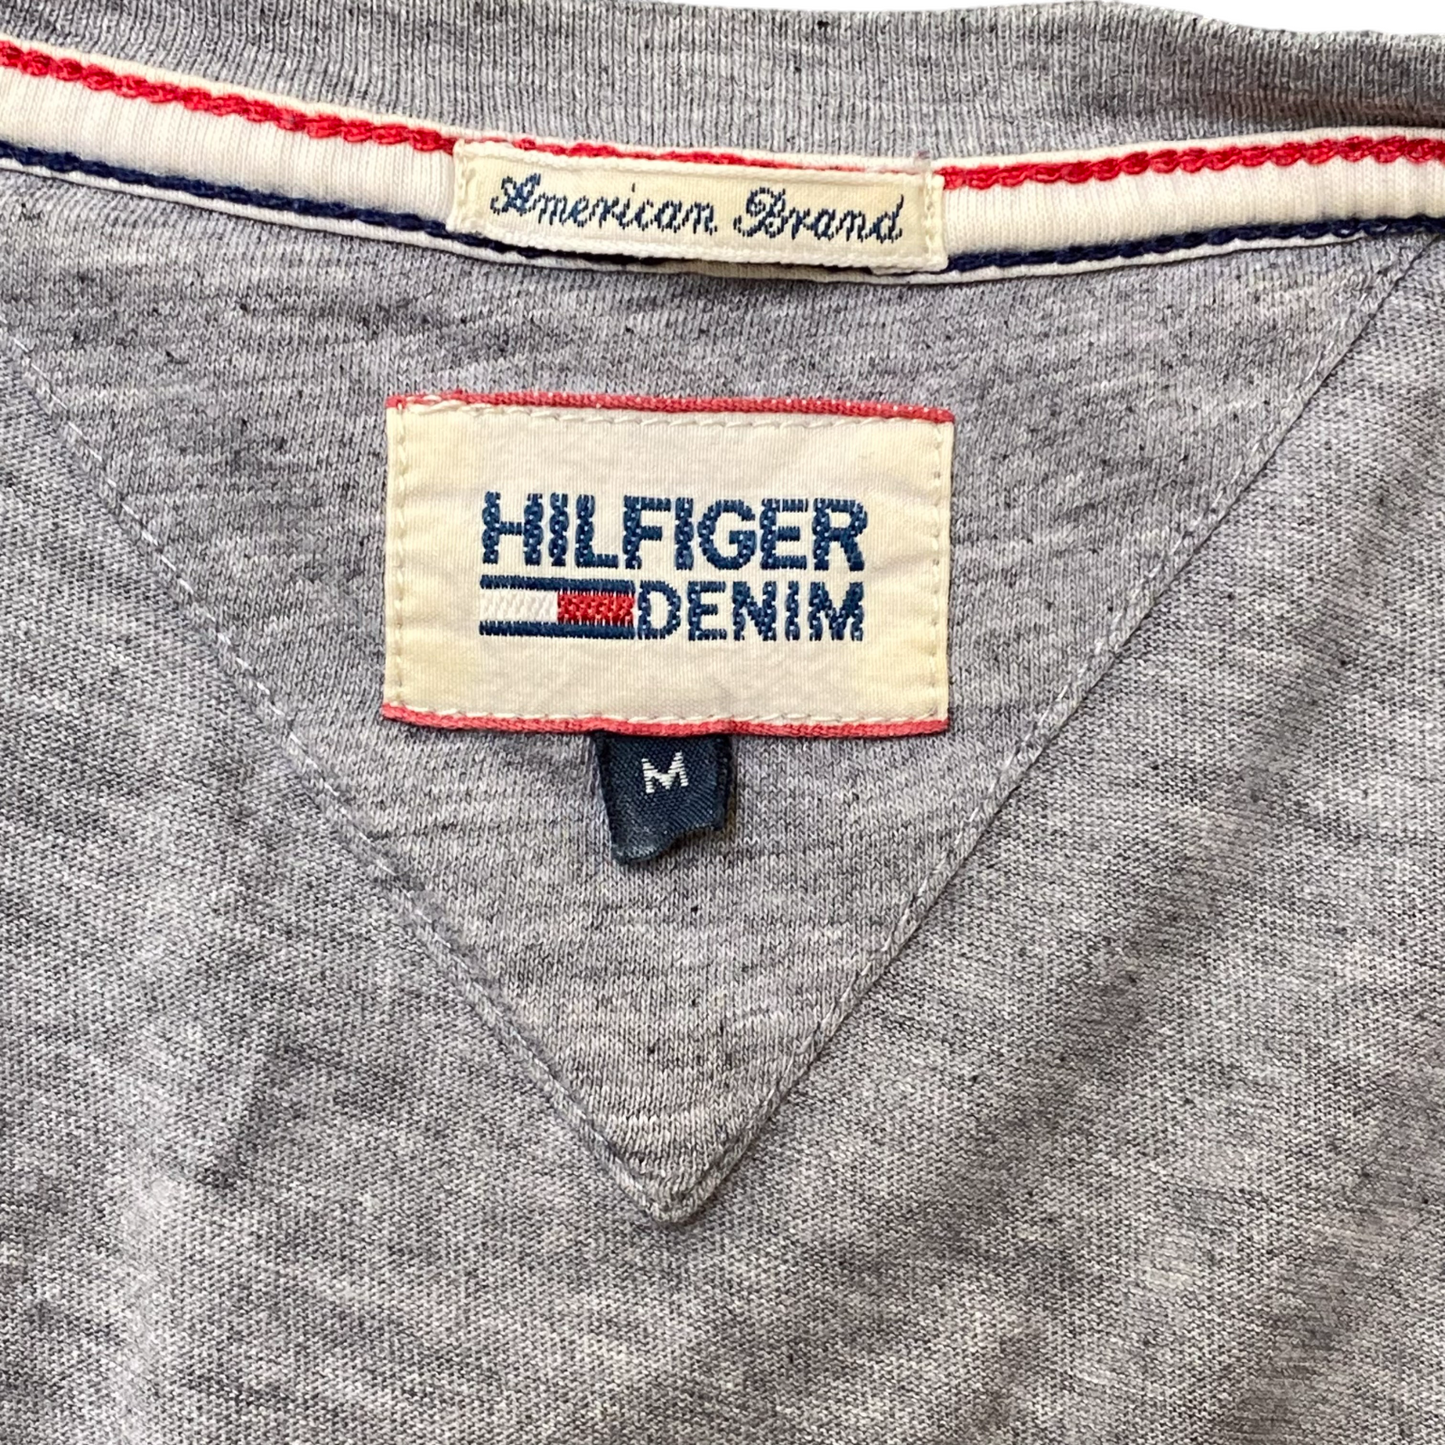 American Brand
HILFIGER
DENIM
M